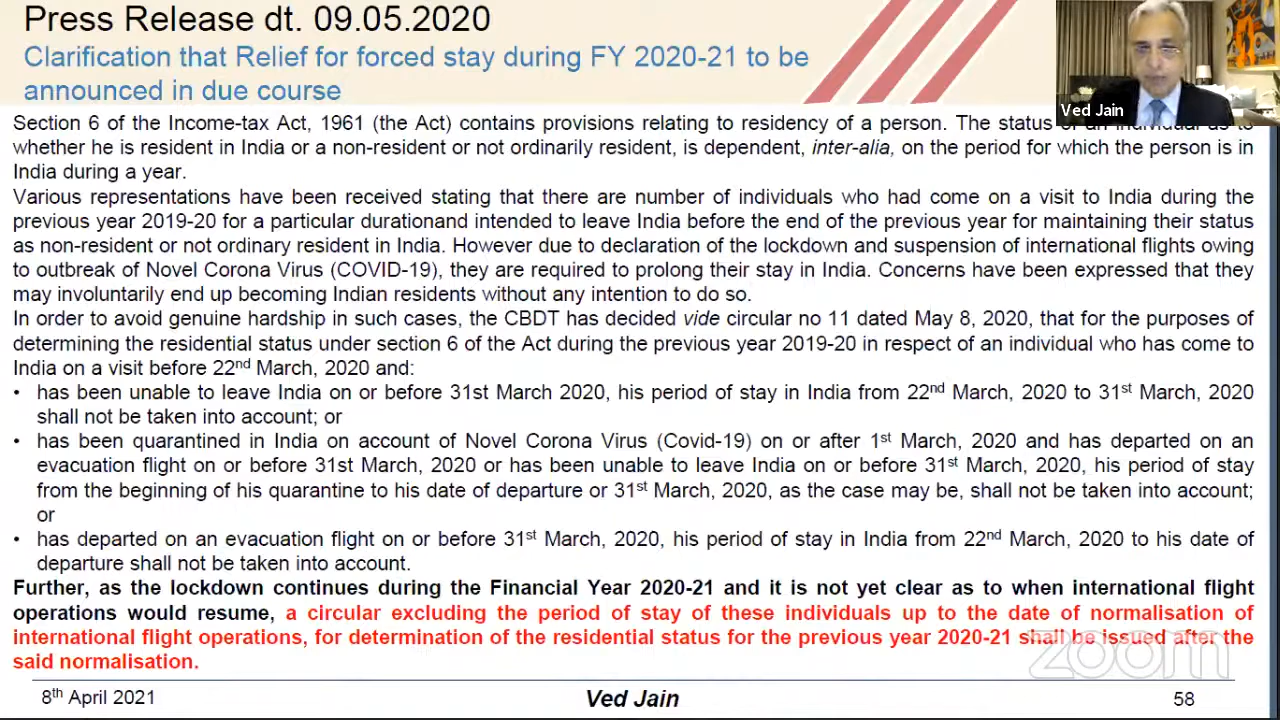 Press Release dt. 09.05.2020
Clarification that Relief for forced stay during FY 2020-21 to be
announced in due course
Ved Jain
Section 6 of the Income-tax Act, 1961 (the Act) contains provisions relating to residency of a person. The status of an individual as to
whether he is resident in India or a non-resident or not ordinarily resident, is dependent, inter-alia, on the period for which the person is in
India during a year.
Various representations have been received stating that there are number of individuals who had come on a visit to India during the
previous year 2019-20 for a particular durationand intended to leave India before the end of the previous year for maintaining their status
as non-resident or not ordinary resident in India. However due to declaration of the lockdown and suspension of international flights owing
to outbreak of Novel Corona Virus (COVID-19), they are required to prolong their stay in India. Concerns have been expressed that they
may involuntarily end up becoming Indian residents without any intention to do so.
In order to avoid genuine hardship in such cases, the CBDT has decided vide circular no 11 dated May 8, 2020, that for the purposes of
determining the residential status under section 6 of the Act during the previous year 2019-20 in respect of an individual who has come to
India on a visit before 22nd March, 2020 and:
• has been unable to leave India on or before 31st March 2020, his period of stay in India from 22nd March, 2020 to 31st March, 2020
shall not be taken into account; or
• has been quarantined in India on account of Novel Corona Virus (Covid-19) on or after 1st March, 2020 and has departed on an
evacuation flight on or before 31st March, 2020 or has been unable to leave India on or before 31st March, 2020, his period of stay
from the beginning of his quarantine to his date of departure or 31st March, 2020, as the case may be, shall not be taken into account;
or
• has departed on an evacuation flight on or before 31st March, 2020, his period of stay in India from 22nd March, 2020 to his date of
departure shall not be taken into account.
Further, as the lockdown continues during the Financial Year 2020-21 and it is not yet clear as to when international flight
operations would resume, a circular excluding the period of stay of these individuals up to the date of normalisation of
international flight operations, for determination of the residential status for the previous year 2020-21 shall be issued after the
said normalisation.
zoom
8th April 2021
Ved Jain
58